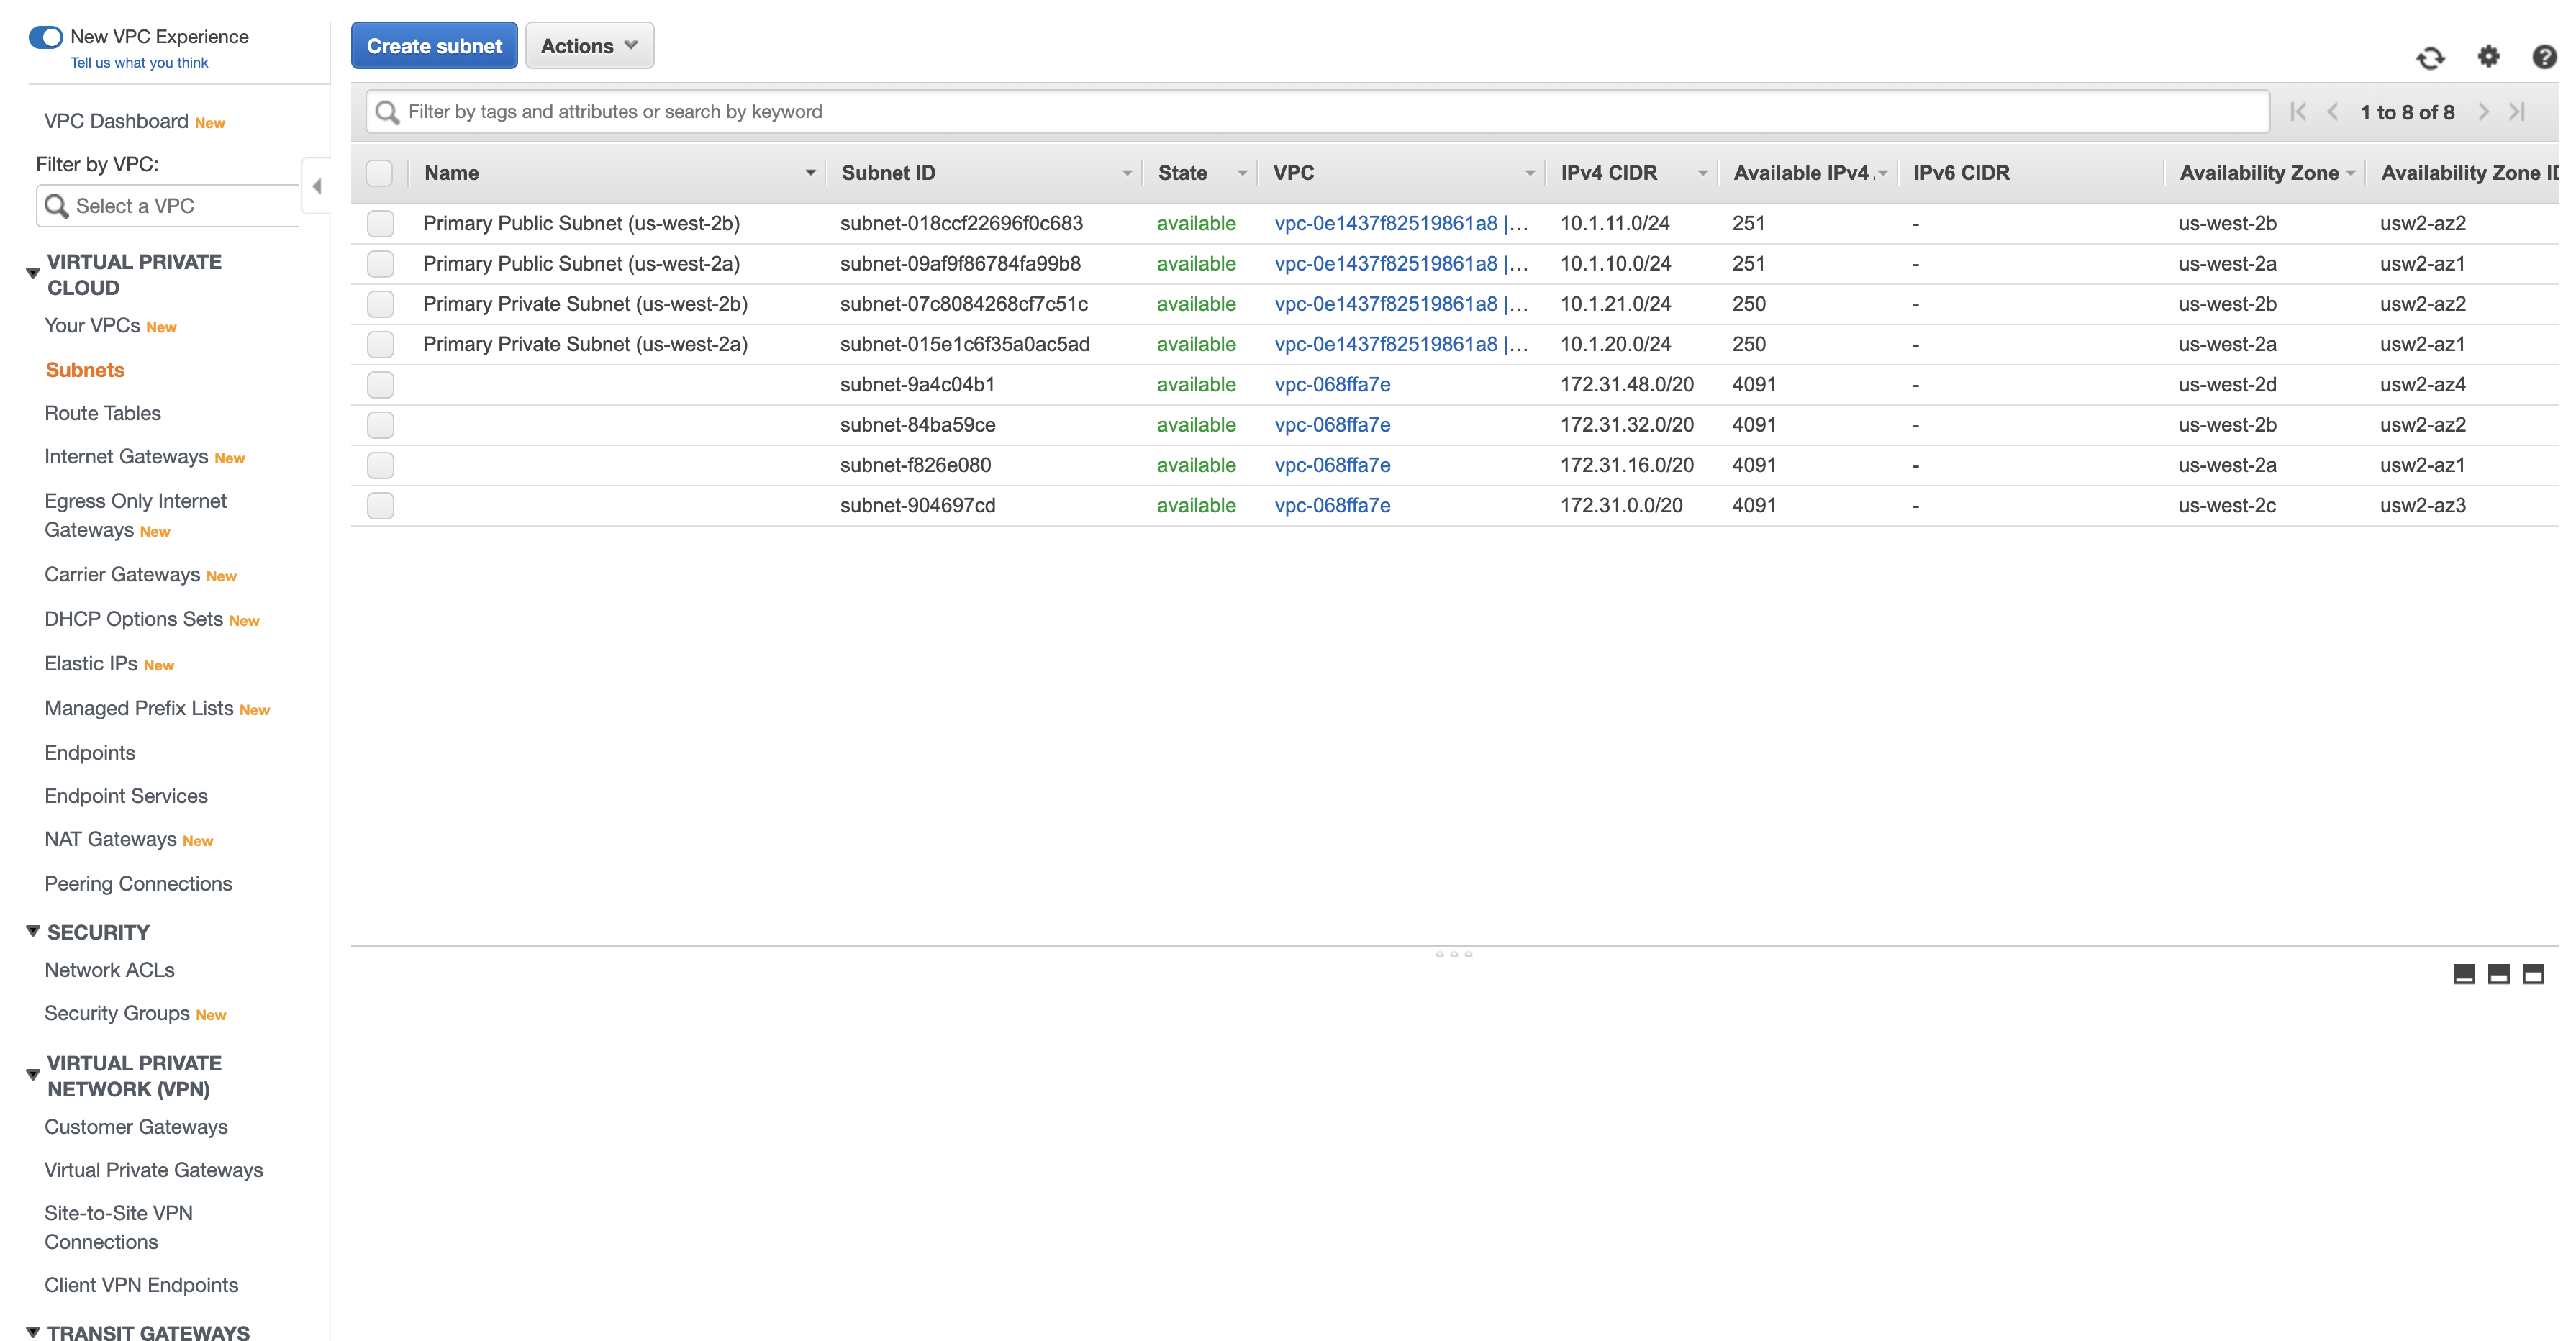 New VPC Experience
Tell us what you think
VPC Dashboard New
Filter by VPC:
Select a VPC
VIRTUAL PRIVATE
CLOUD
Your VPCs New
Subnets
Route Tables
Internet Gateways New
Egress Only Internet
Gateways New
Carrier Gateways New
DHCP Options Sets New
Elastic IPs New
Managed Prefix Lists New
Endpoints
Endpoint Services
NAT Gateways New
Peering Connections
SECURITY
Network ACLs
Security Groups New
VIRTUAL PRIVATE
NETWORK (VPN)
Customer Gateways
Virtual Private Gateways
Site-to-Site VPN
Connections
Client VPN Endpoints
TRANSIT GATEWAYS
Create subnet Actions
Filter by tags and attributes or search by keyword 1 to 8 of 8
Name Subnet ID State VPC IPv4 CIDR Available IPv4 IPv6 CIDR Availability Zone Availability Zone ID
Primary Public Subnet (us-west-2b) subnet-018ccf22696f0c683 available vpc-0e1437f82519861a8 |... 10.1.11.0/24 251 - us-west-2b usw2-az2
Primary Public Subnet (us-west-2a) subnet-09af9f86784fa99b8 available vpc-0e1437f82519861a8 |... 10.1.10.0/24 251 - us-west-2a usw2-az1
Primary Private Subnet (us-west-2b) subnet-07c8084268cf7c51c available vpc-0e1437f82519861a8 |... 10.1.21.0/24 250 - us-west-2b usw2-az2
Primary Private Subnet (us-west-2a) subnet-015e1c6f35a0ac5ad available vpc-0e1437f82519861a8 |... 10.1.20.0/24 250 - us-west-2a usw2-az1
subnet-9a4c04b1 available vpc-068ffa7e 172.31.48.0/20 4091 - us-west-2d usw2-az4
subnet-84ba59ce available vpc-068ffa7e 172.31.32.0/20 4091 - us-west-2b usw2-az2
subnet-f826e080 available vpc-068ffa7e 172.31.16.0/20 4091 - us-west-2a usw2-az1
subnet-904697cd available vpc-068ffa7e 172.31.0.0/20 4091 - us-west-2c usw2-az3